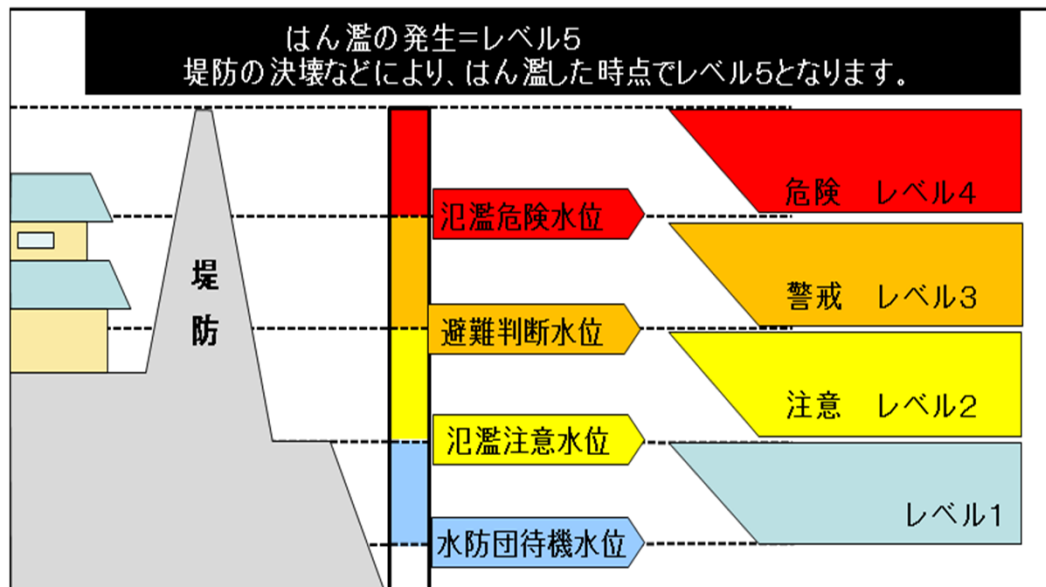 はん濫の発生=レベル5
堤防の決壊などにより、はん濫した時点でレベル5となります。
堤防
氾濫危険水位
危険 レベル4
避難判断水位
警戒 レベル3
氾濫注意水位
注意 レベル2
水防団待機水位
レベル1